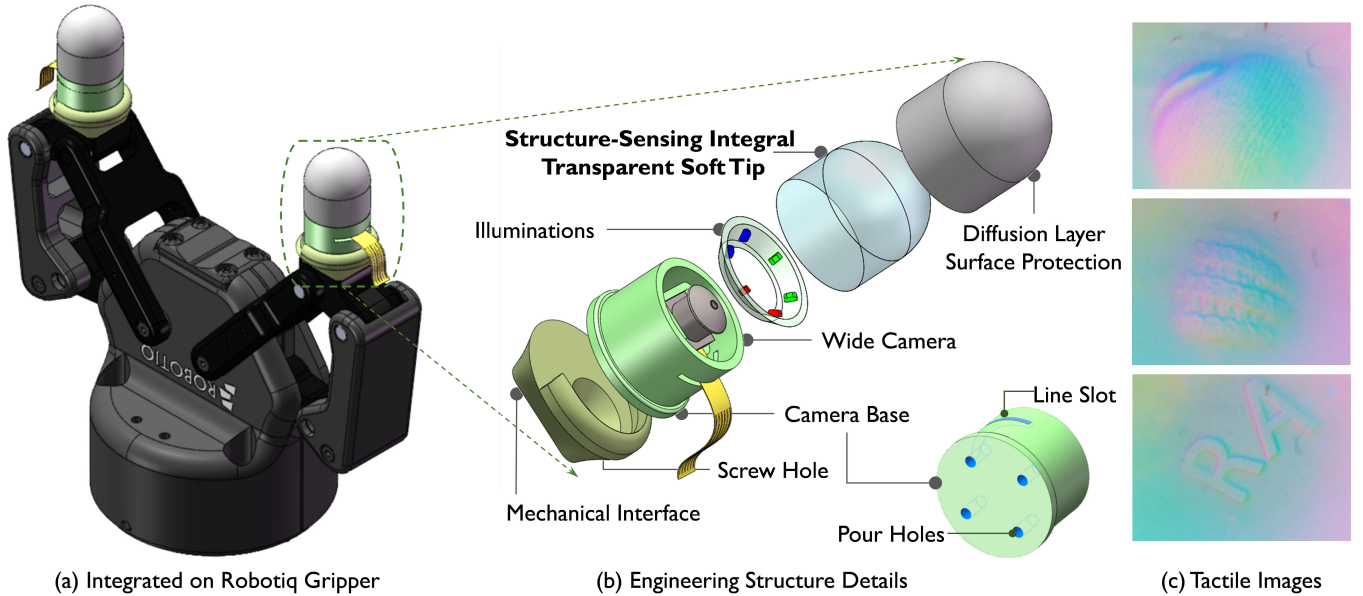 ROBOTIQ
Structure-Sensing Integral
Transparent Soft Tip
Illuminations
Diffusion Layer
Surface Protection
Wide Camera
Camera Base
Line Slot
Screw Hole
Mechanical Interface
Pour Holes
RA
(a) Integrated on Robotiq Gripper
(b) Engineering Structure Details
(c) Tactile Images